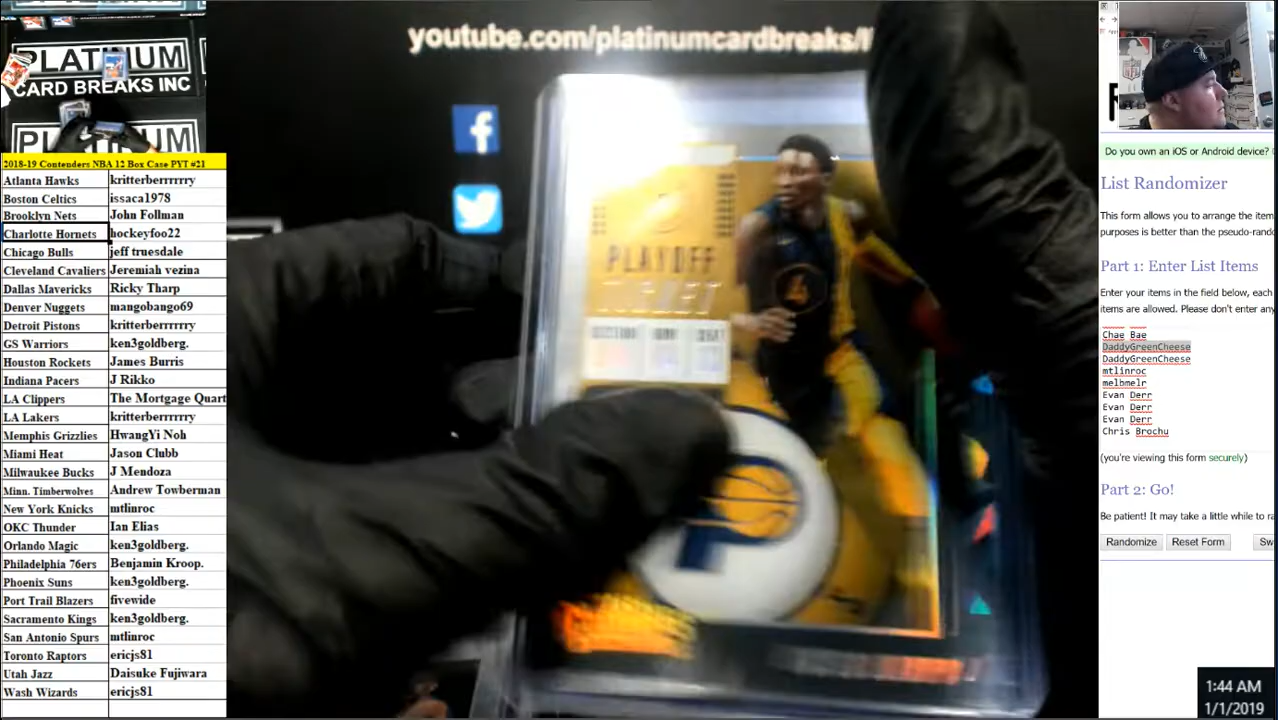 youtube.com/platinumcardbreaks/l
PLATINUM
CARD BREAKS INC
PLATINUM
2018-19 Contenders NBA 12 Box Case PYT #21
Atlanta Hawks kritterberrrrrry
Boston Celtics issaca1978
Brooklyn Nets John Follman
Charlotte Hornets hockeyfoo22
Chicago Bulls jeff truesdale
Cleveland Cavaliers Jeremiah vezina
Dallas Mavericks Ricky Tharp
Denver Nuggets mangobango69
Detroit Pistons kritterberrrrrry
GS Warriors ken3goldberg.
Houston Rockets James Burris
Indiana Pacers J Rikko
LA Clippers The Mortgage Quart
LA Lakers kritterberrrrrry
Memphis Grizzlies HwangYi Noh
Miami Heat Jason Clubb
Milwaukee Bucks J Mendoza
Minn. Timberwolves Andrew Towberman
New York Knicks mtlinroc
OKC Thunder Ian Elias
Orlando Magic ken3goldberg.
Philadelphia 76ers Benjamin Kroop.
Phoenix Suns ken3goldberg.
Port Trail Blazers fivewide
Sacramento Kings ken3goldberg.
San Antonio Spurs mtlinroc
Toronto Raptors ericjs81
Utah Jazz Daisuke Fujiwara
Wash Wizards ericjs81
PLAYOFF
TICKET
Do you own an iOS or Android device?
List Randomizer
This form allows you to arrange the item
purposes is better than the pseudo-rando
Part 1: Enter List Items
Enter your items in the field below, each
items are allowed. Please don't enter any
Chae Bae
DaddyGreenCheese
DaddyGreenCheese
mtlinroc
melbmelr
Evan Derr
Evan Derr
Evan Derr
Chris Brochu
(you're viewing this form securely)
Part 2: Go!
Be patient! It may take a little while to ra
Randomize Reset Form Sw
1:44 AM
1/1/2019